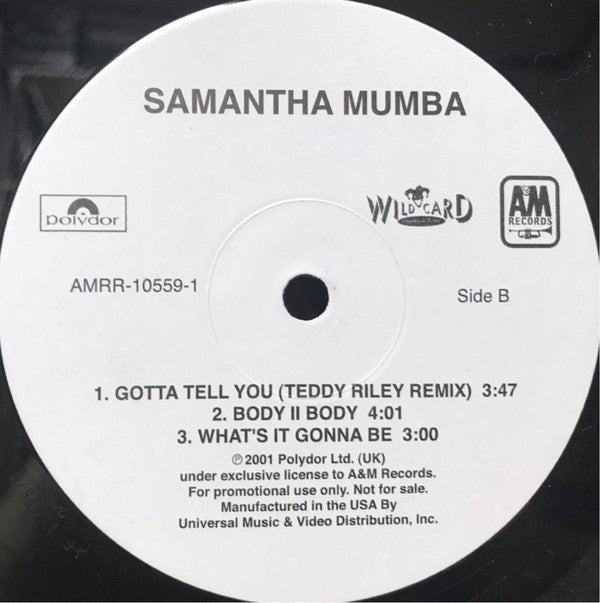 SAMANTHA MUMBA
polydor
WILDCARD
A&M
RECORDS
AMRR-10559-1
Side B
1. GOTTA TELL YOU (TEDDY RILEY REMIX) 3:47
2. BODY II BODY 4:01
3. WHAT'S IT GONNA BE 3:00
℗2001 Polydor Ltd. (UK)
under exclusive license to A&M Records.
For promotional use only. Not for sale.
Manufactured in the USA By
Universal Music & Video Distribution, Inc.